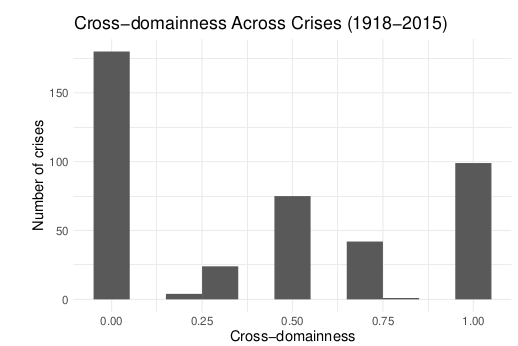 Cross−domainness Across Crises (1918−2015)
Number of crises
150
100
50
0
0.00 0.25 0.50 0.75 1.00
Cross−domainness